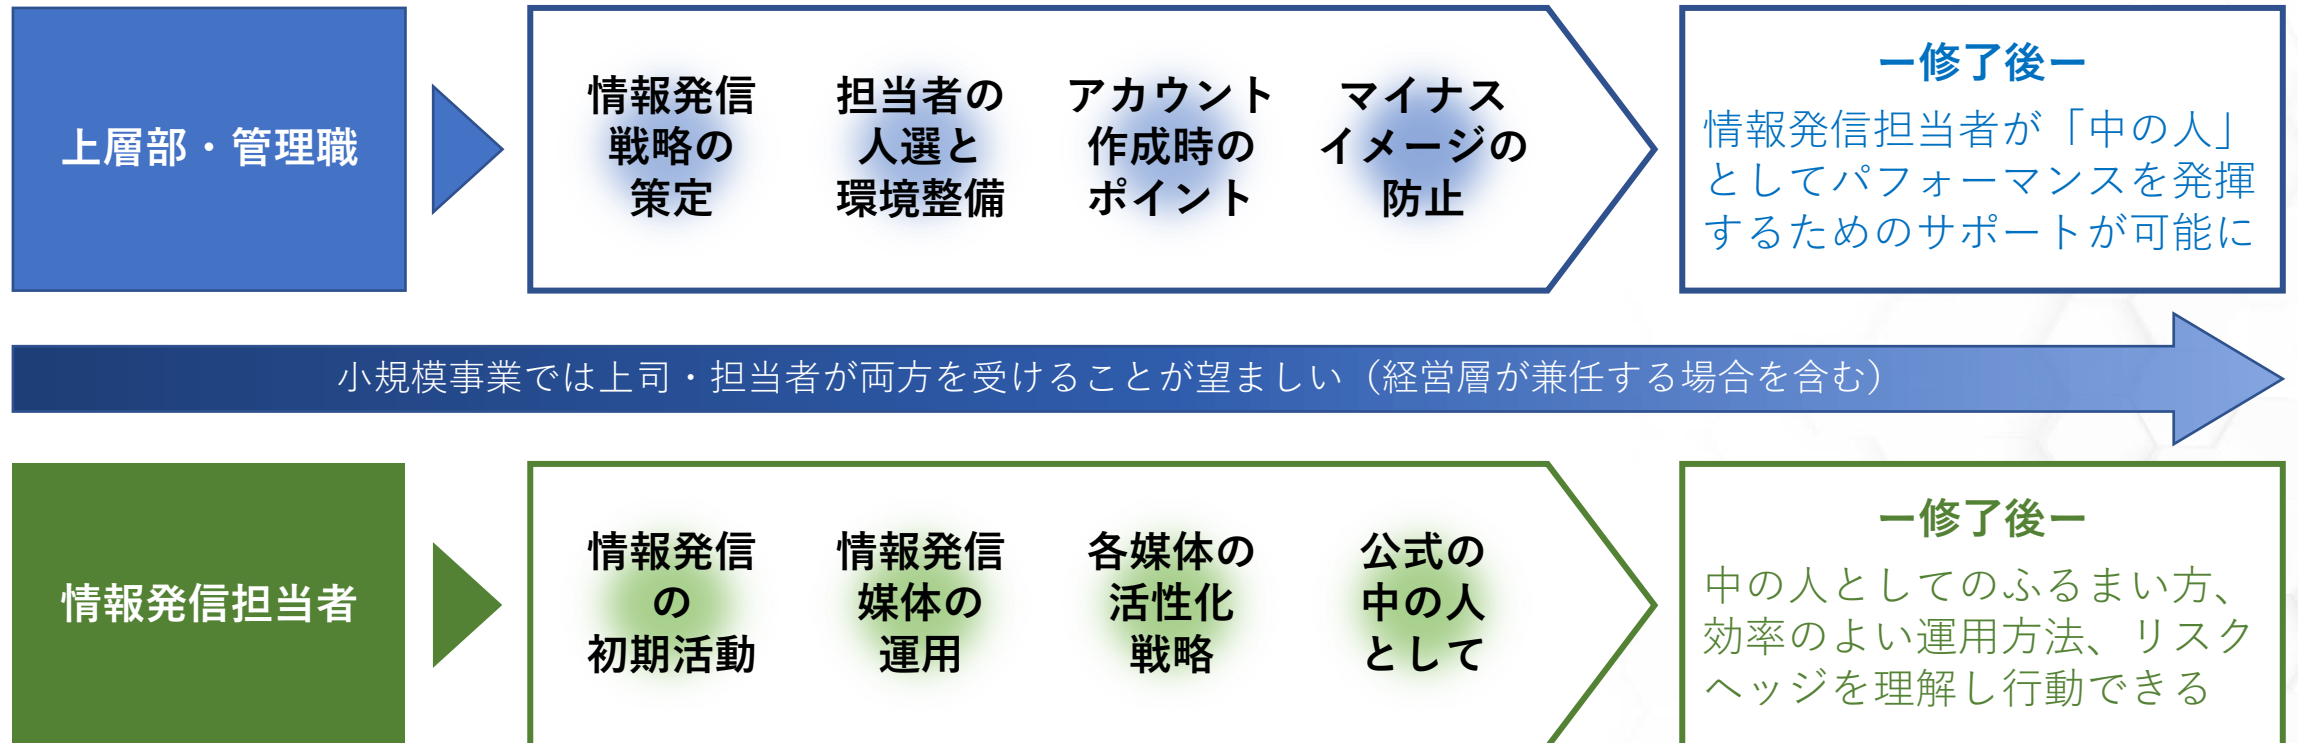 上層部・管理職
情報発信
戦略の
策定
担当者の
人選と
環境整備
アカウント
作成時の
ポイント
マイナス
イメージの
防止
ー修了後ー
情報発信担当者が「中の人」
としてパフォーマンスを発揮
するためのサポートが可能に
小規模事業では上司・担当者が両方を受けることが望ましい（経営層が兼任する場合を含む）
情報発信担当者
情報発信
の
初期活動
情報発信
媒体の
運用
各媒体の
活性化
戦略
公式の
中の人
として
ー修了後ー
中の人としてのふるまい方、
効率のよい運用方法、リスク
ヘッジを理解し行動できる